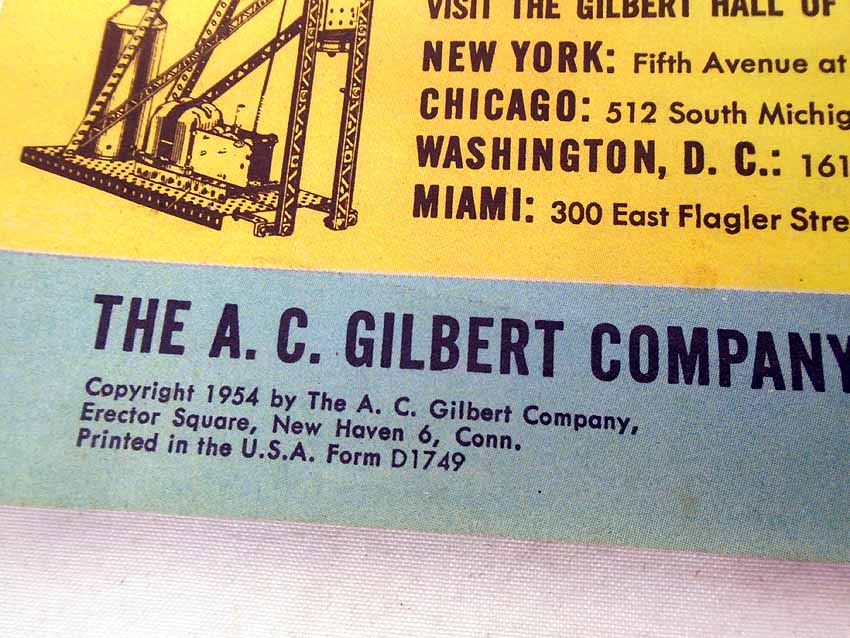 VISIT THE GILBERT HALL OF
NEW YORK: Fifth Avenue at
CHICAGO: 512 South Michig
WASHINGTON, D. C.: 161
MIAMI: 300 East Flagler Stre
THE A. C. GILBERT COMPANY
Copyright 1954 by The A. C. Gilbert Company,
Erector Square, New Haven 6, Conn.
Printed in the U.S.A. Form D1749